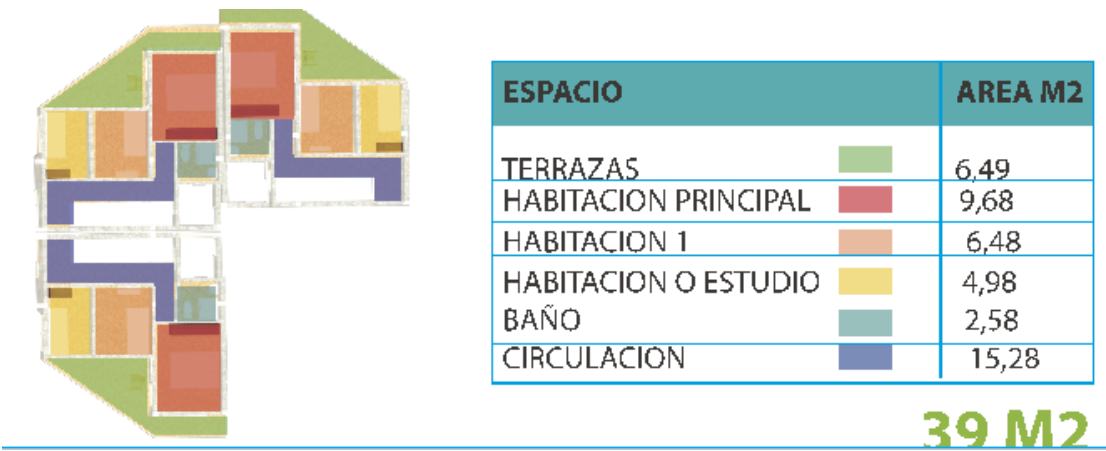 ESPACIO AREA M2
TERRAZAS 6,49
HABITACION PRINCIPAL 9,68
HABITACION 1 6,48
HABITACION O ESTUDIO 4,98
BAÑO 2,58
CIRCULACION 15,28
39 M2